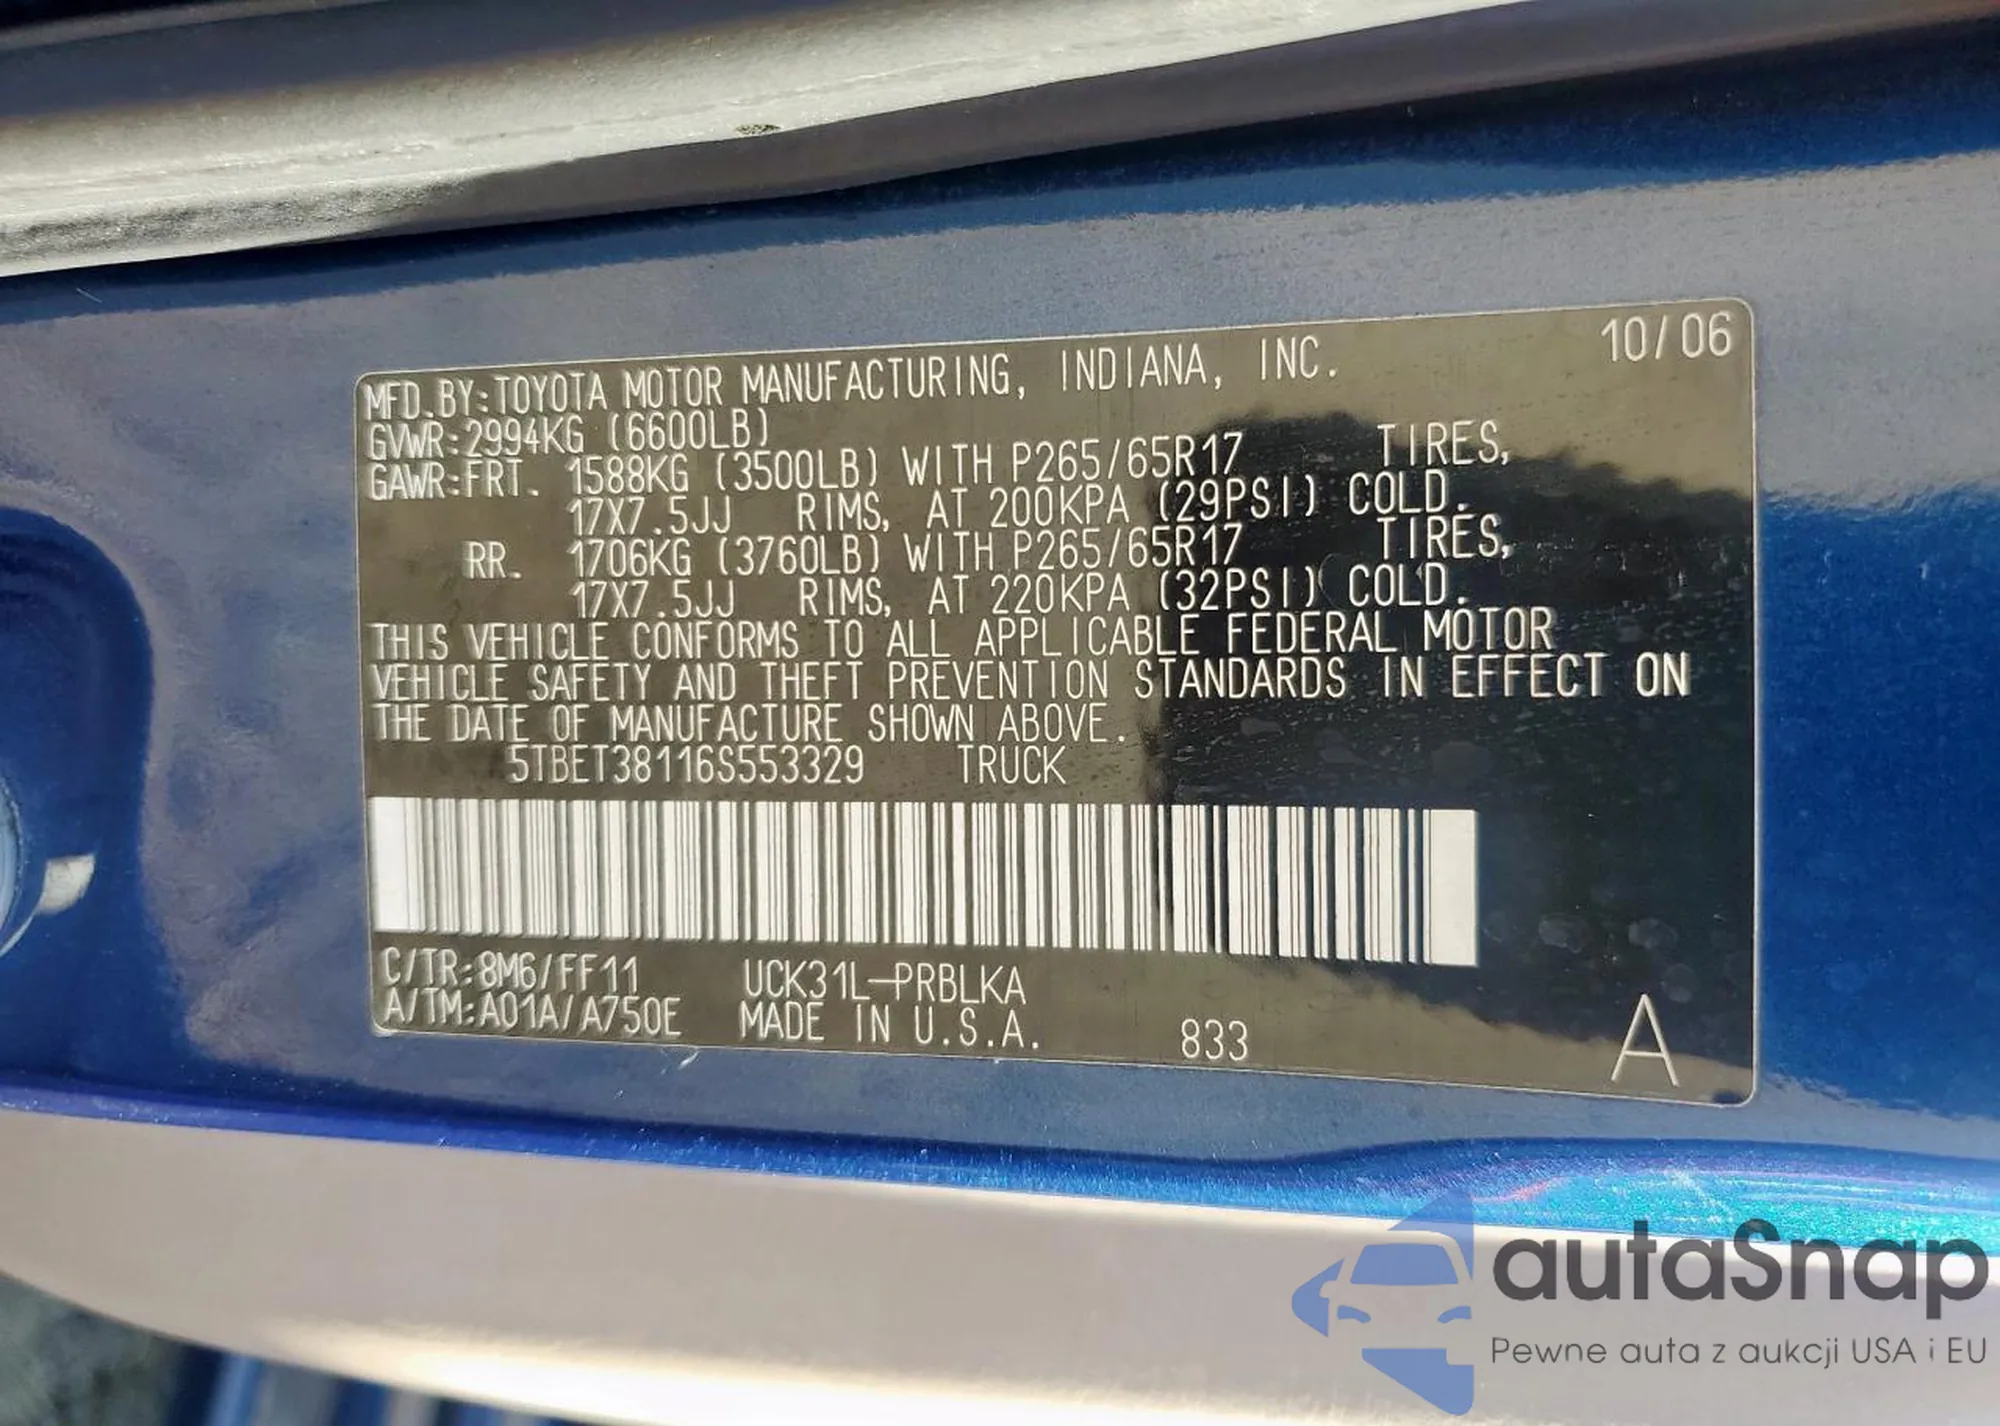 10/06
MFD.BY:TOYOTA MOTOR MANUFACTURING, INDIANA, INC.
GVWR:2994KG (6600LB)
GAWR:FRT. 1588KG (3500LB) WITH P265/65R17 TIRES,
17X7.5JJ RIMS, AT 200KPA (29PSI) COLD.
RR. 1706KG (3760LB) WITH P265/65R17 TIRES,
17X7.5JJ RIMS, AT 220KPA (32PSI) COLD.
THIS VEHICLE CONFORMS TO ALL APPLICABLE FEDERAL MOTOR
VEHICLE SAFETY AND THEFT PREVENTION STANDARDS IN EFFECT ON
THE DATE OF MANUFACTURE SHOWN ABOVE.
5TBET38116S553329 TRUCK
C/TR:8M6/FF11 UCK31L-PRBLKA
A/TM:A01A/A750E MADE IN U.S.A. 833 A
autaSnap
Pewne auta z aukcji USA i EU